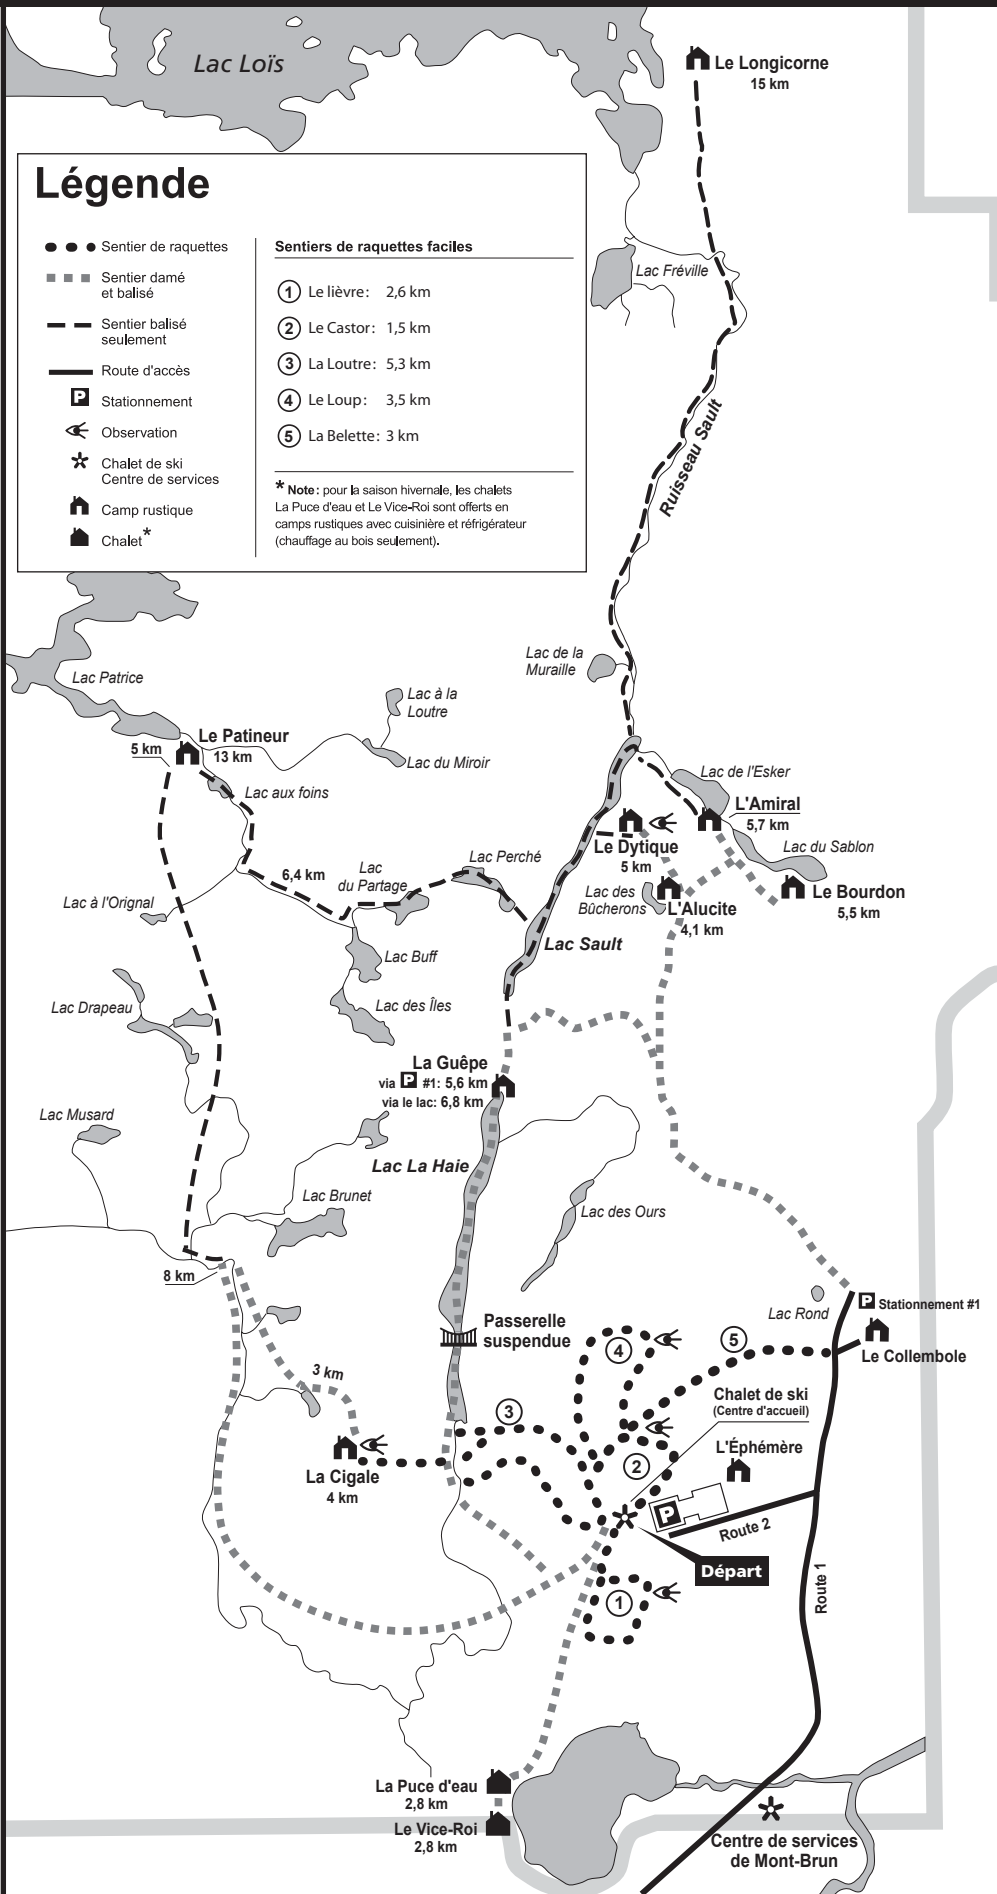 Lac Loïs
Le Longicorne
15 km
Légende
Sentier de raquettes
Sentier damé
et balisé
Sentier balisé
seulement
Route d'accès
P Stationnement
Observation
Chalet de ski
Centre de services
Camp rustique
Chalet*
Sentiers de raquettes faciles
1 Le lièvre: 2,6 km
2 Le Castor: 1,5 km
3 La Loutre: 5,3 km
4 Le Loup: 3,5 km
5 La Belette: 3 km
* Note: pour la saison hivernale, les chalets
La Puce d'eau et Le Vice-Roi sont offerts en
camps rustiques avec cuisinière et réfrigérateur
(chauffage au bois seulement).
Lac Fréville
Ruisseau Sault
Lac de la
Muraille
Lac Patrice
Lac à la
Loutre
Le Patineur
13 km
5 km
Lac du Miroir
Lac aux foins
Lac de l'Esker
L'Amiral
5,7 km
Le Dytique
5 km
Lac du Sablon
Lac Perché
6,4 km
Lac
du Partage
Lac des
Bûcherons
L'Alucite
4,1 km
Le Bourdon
5,5 km
Lac à l'Orignal
Lac Sault
Lac Buff
Lac Drapeau
Lac des Îles
La Guêpe
via P #1: 5,6 km
via le lac: 6,8 km
Lac Musard
Lac La Haie
Lac Brunet
Lac des Ours
8 km
Lac Rond
P Stationnement #1
Le Collembole
Passerelle
suspendue
4
5
3 km
3
Chalet de ski
(Centre d'accueil)
L'Éphémère
2
La Cigale
4 km
P
Route 2
Départ
Route 1
1
La Puce d'eau
2,8 km
Le Vice-Roi
2,8 km
Centre de services
de Mont-Brun